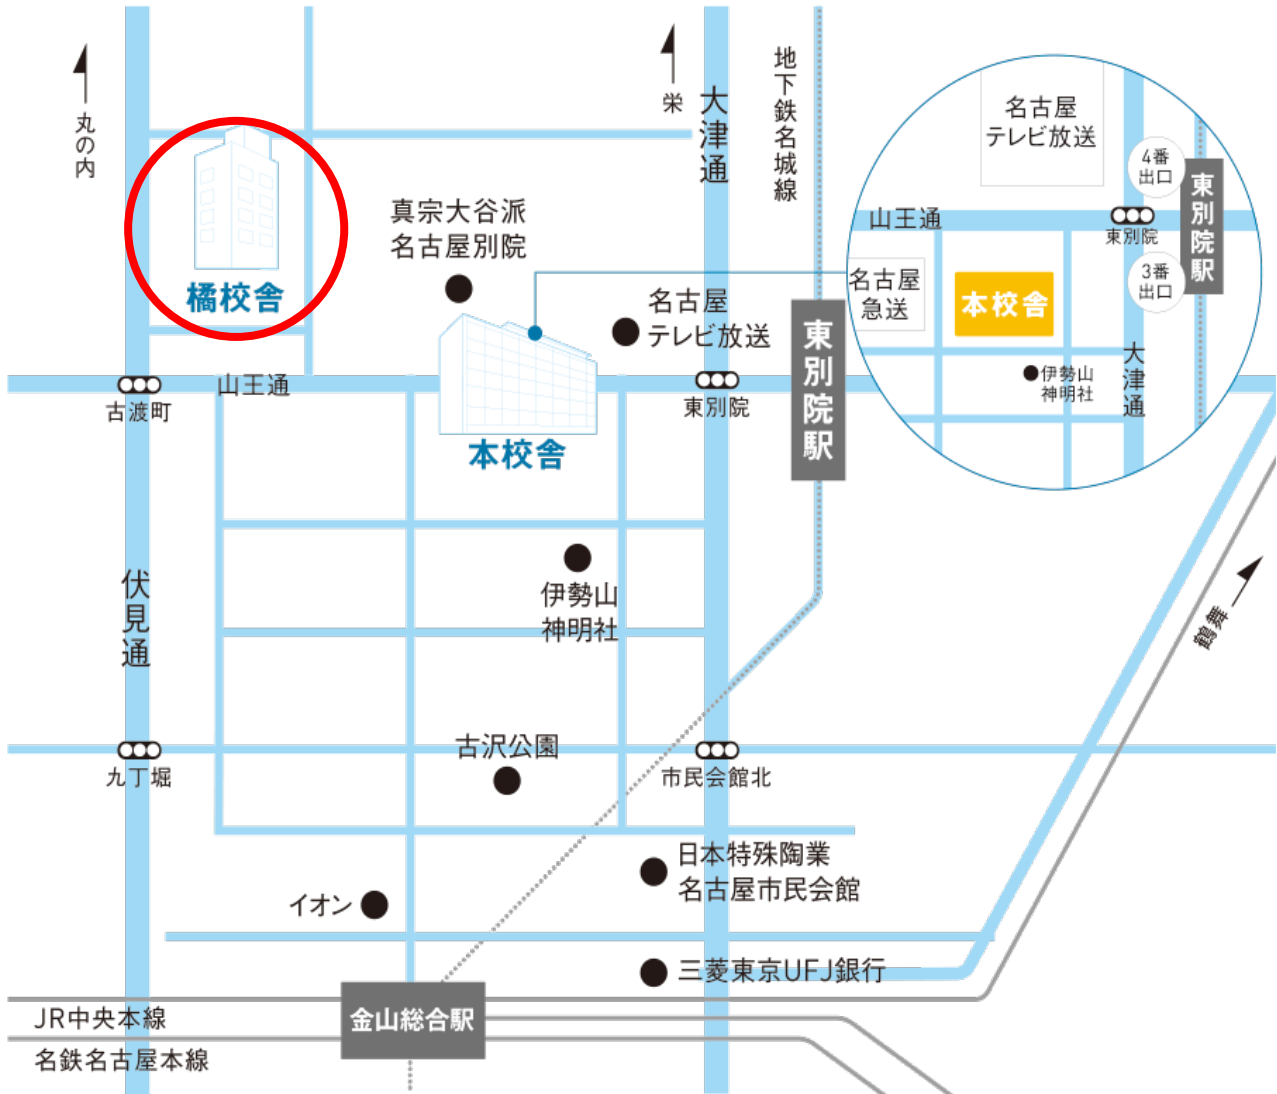 丸の内
栄
大津通
地下鉄名城線
真宗大谷派
名古屋別院
橘校舎
名古屋
テレビ放送
東別院駅
山王通
古渡町
東別院
本校舎
名古屋
テレビ放送
4番
出口
東別院駅
山王通
東別院
3番
出口
名古屋
急送
本校舎
大津通
伊勢山
神明社
伏見通
伊勢山
神明社
鶴舞
古沢公園
九丁堀
市民会館北
日本特殊陶業
名古屋市民会館
イオン
三菱東京UFJ銀行
金山総合駅
JR中央本線
名鉄名古屋本線